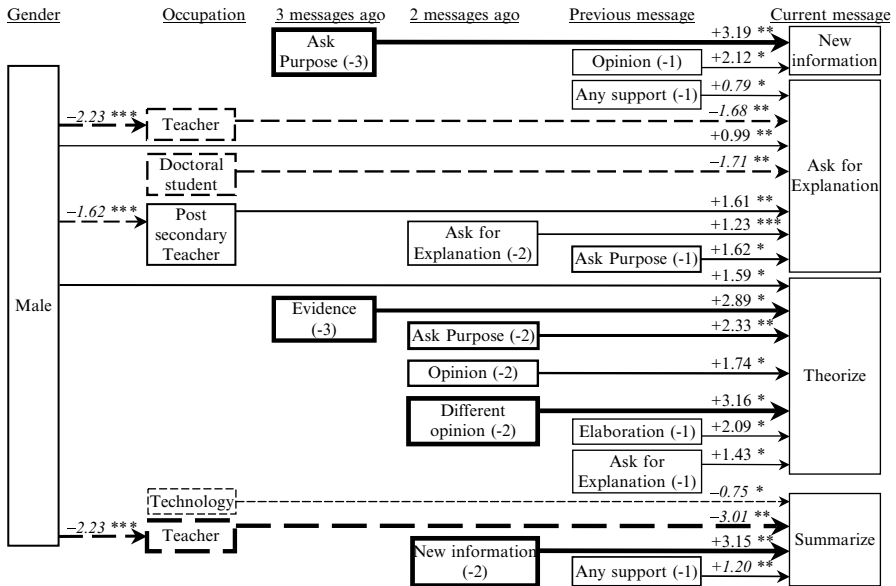 Gender Occupation 3 messages ago 2 messages ago Previous message Current message
Ask
Purpose (-3)
+3.19 **
New
information
Opinion (-1)
+2.12 *
Any support (-1)
+0.79 *
–2.23 ***
Teacher
–1.68 **
+0.99 **
Doctoral
student
–1.71 **
Ask for
Explanation
–1.62 ***
Post
secondary
Teacher
+1.61 **
Ask for
Explanation (-2)
+1.23 ***
Ask Purpose (-1)
+1.62 *
Male
+1.59 *
Evidence
(-3)
+2.89 *
Ask Purpose (-2)
+2.33 **
Opinion (-2)
+1.74 *
Theorize
Different
opinion (-2)
+3.16 *
Elaboration (-1)
+2.09 *
Ask for
Explanation (-1)
+1.43 *
Technology
–0.75 *
–2.23 ***
Teacher
–3.01 **
Summarize
New information
(-2)
+3.15 **
Any support (-1)
+1.20 **